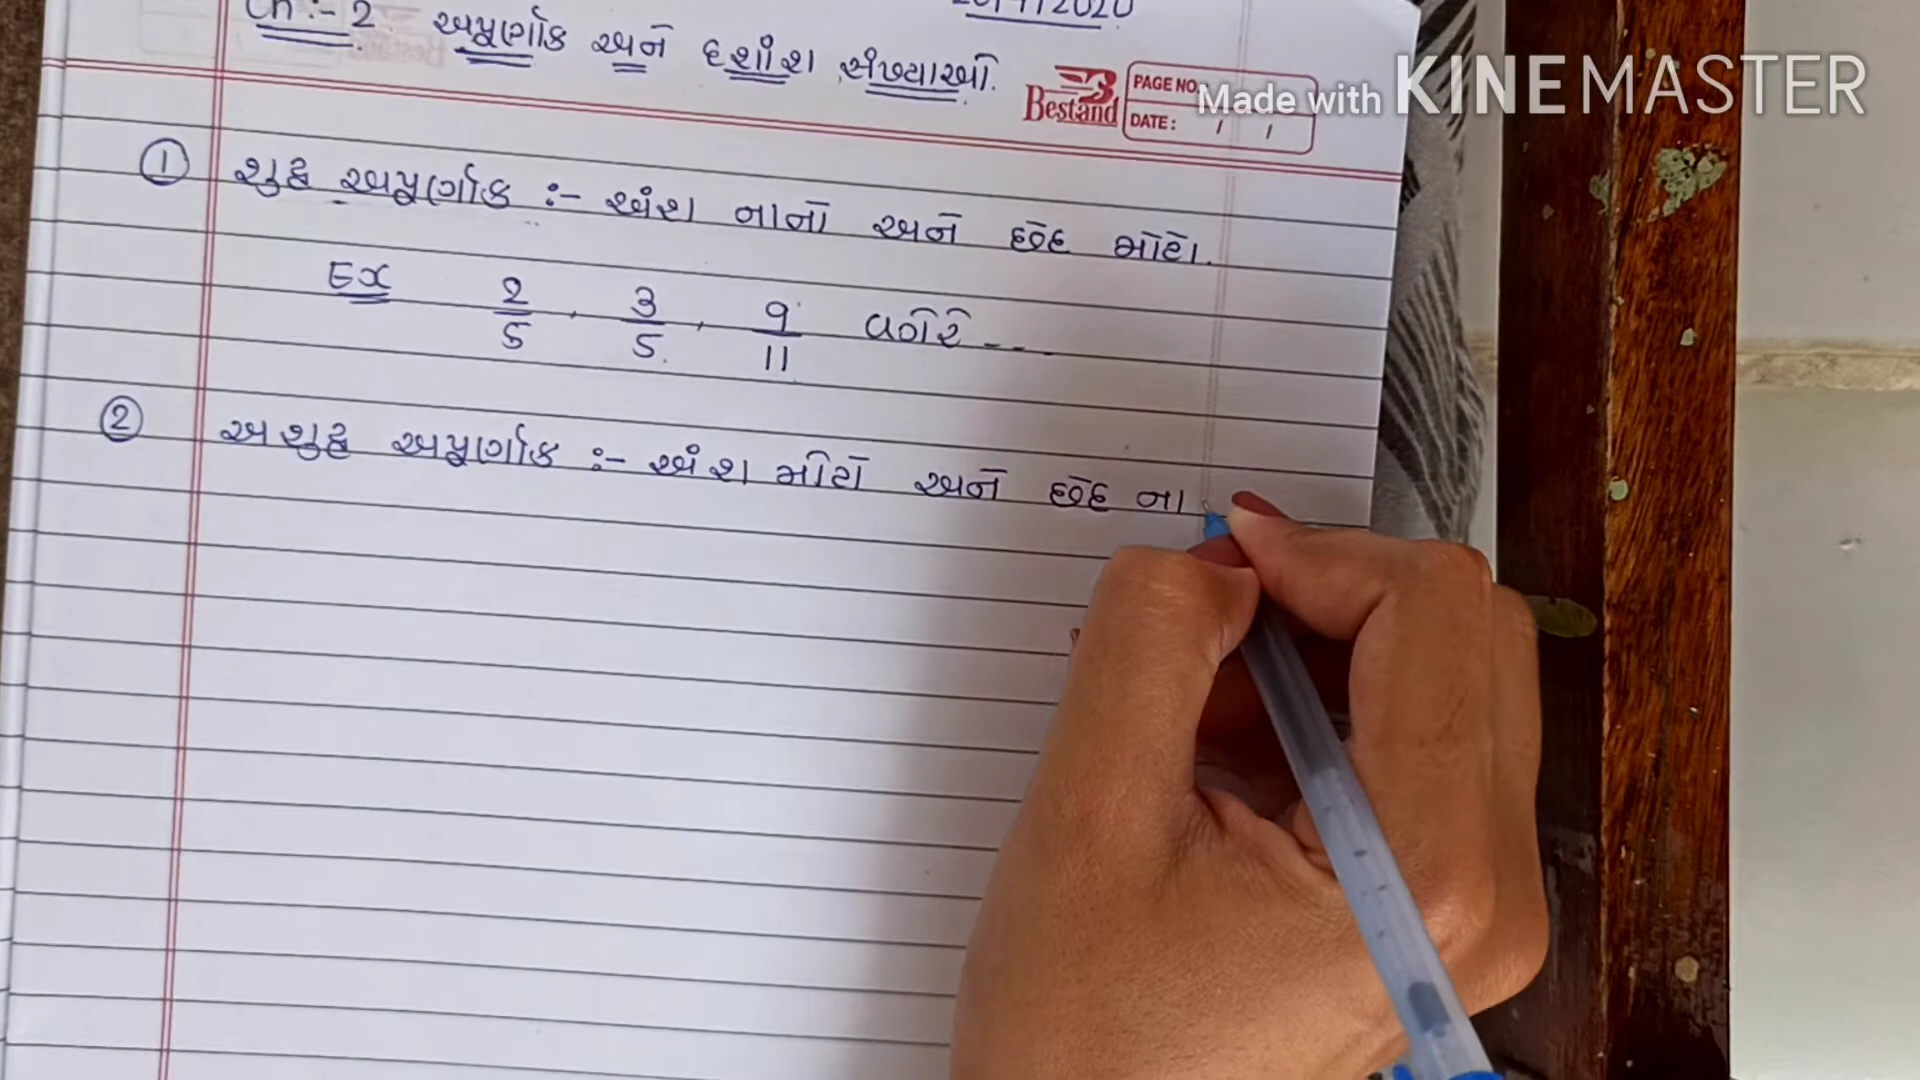 Ch :- 2 અપૂર્ણાંક અને દશાંશ સંખ્યાઓ.
Bestand
PAGE NO.
DATE: / /
Made with KINEMASTER
① શુદ્ધ અપૂર્ણાંક :- અંશ નાનો અને છેદ મોટો.
Ex 2/5 , 3/5 , 9/11 વગેરે ---
② અશુદ્ધ અપૂર્ણાંક :- અંશ મોટો અને છેદ ના